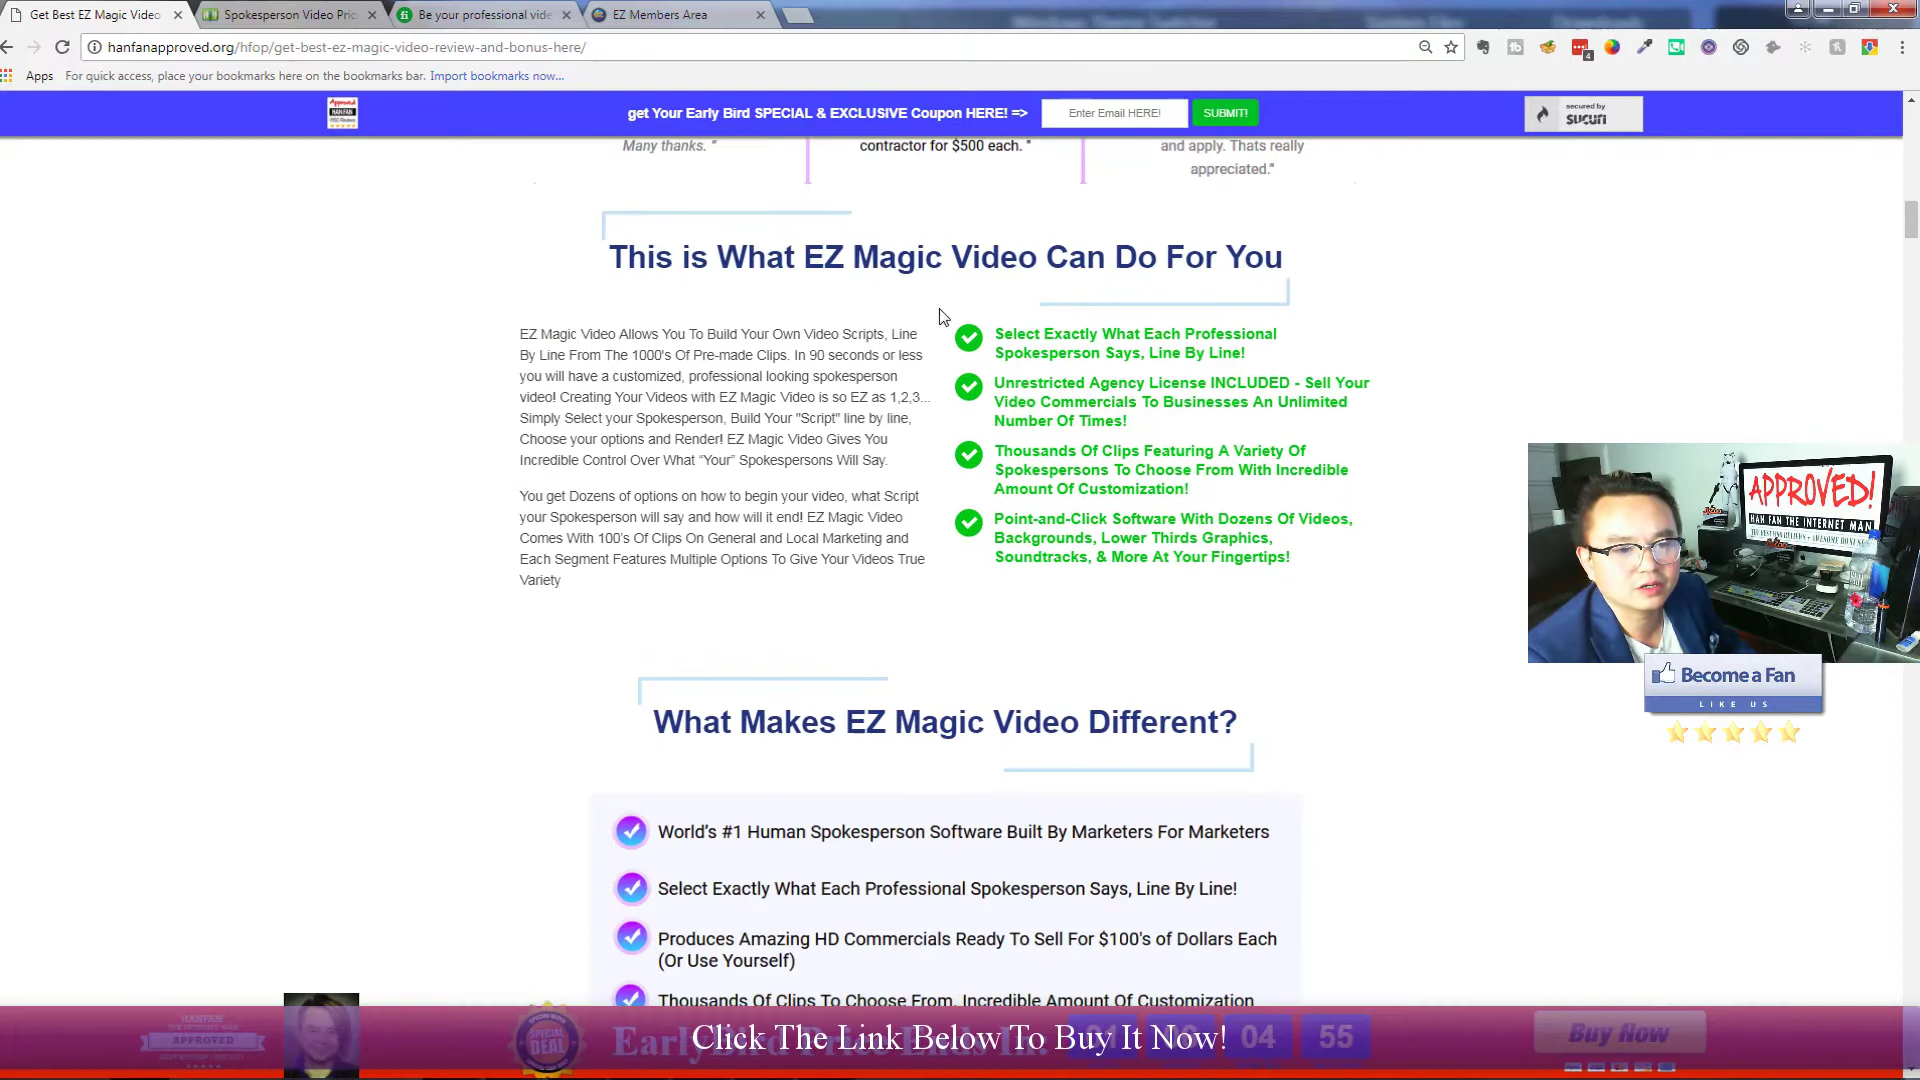 Get Best EZ Magic Video
Spokesperson Video Pric
Be your professional vide
EZ Members Area
hanfanapproved.org/hfop/get-best-ez-magic-video-review-and-bonus-here/
4
Apps
For quick access, place your bookmarks here on the bookmarks bar. Import bookmarks now...
Approved
HAN FAN
get Your Early Bird SPECIAL & EXCLUSIVE Coupon HERE! =>
Enter Email HERE!
SUBMIT!
secured by
sucuri
Many thanks. "
contractor for $500 each. "
and apply. Thats really
appreciated."
This is What EZ Magic Video Can Do For You
EZ Magic Video Allows You To Build Your Own Video Scripts, Line
By Line From The 1000's Of Pre-made Clips. In 90 seconds or less
you will have a customized, professional looking spokesperson
video! Creating Your Videos with EZ Magic Video is so EZ as 1,2,3...
Simply Select your Spokesperson, Build Your "Script" line by line,
Choose your options and Render! EZ Magic Video Gives You
Incredible Control Over What “Your” Spokespersons Will Say.
You get Dozens of options on how to begin your video, what Script
your Spokesperson will say and how will it end! EZ Magic Video
Comes With 100's Of Clips On General and Local Marketing and
Each Segment Features Multiple Options To Give Your Videos True
Variety
Select Exactly What Each Professional
Spokesperson Says, Line By Line!
Unrestricted Agency License INCLUDED - Sell Your
Video Commercials To Businesses An Unlimited
Number Of Times!
Thousands Of Clips Featuring A Variety Of
Spokespersons To Choose From With Incredible
Amount Of Customization!
Point-and-Click Software With Dozens Of Videos,
Backgrounds, Lower Thirds Graphics,
Soundtracks, & More At Your Fingertips!
APPROVED!
HAN FAN THE INTERNET MAN
Become a Fan
LIKE US
What Makes EZ Magic Video Different?
World’s #1 Human Spokesperson Software Built By Marketers For Marketers
Select Exactly What Each Professional Spokesperson Says, Line By Line!
Produces Amazing HD Commercials Ready To Sell For $100's of Dollars Each
(Or Use Yourself)
Thousands Of Clips To Choose From, Incredible Amount Of Customization
HANFAN
THE INTERNET MAN
APPROVED
SPECIAL DEAL
EarlyBird Price Ends In:
04
55
Click The Link Below To Buy It Now!
Buy Now